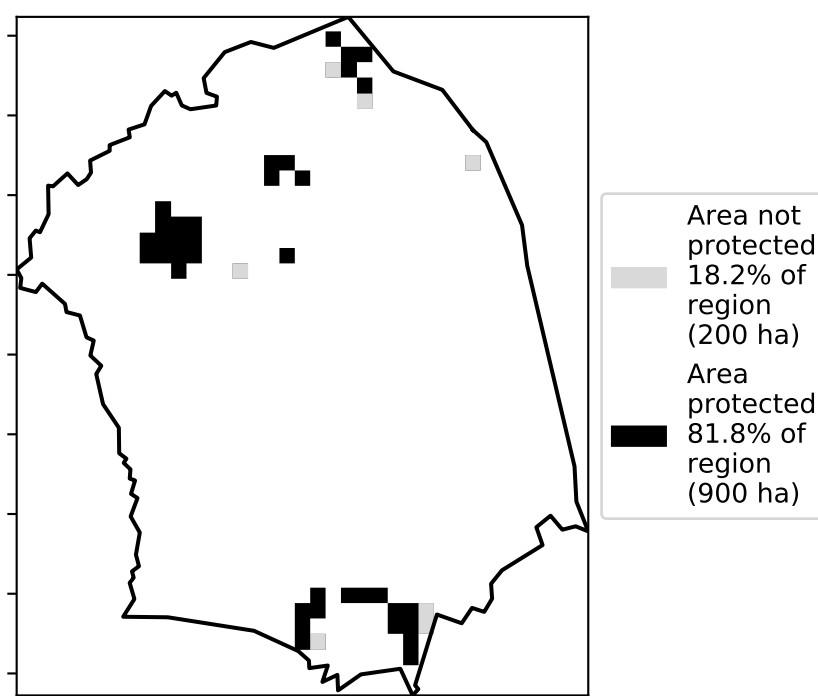 Area not
protected
18.2% of
region
(200 ha)
Area
protected
81.8% of
region
(900 ha)